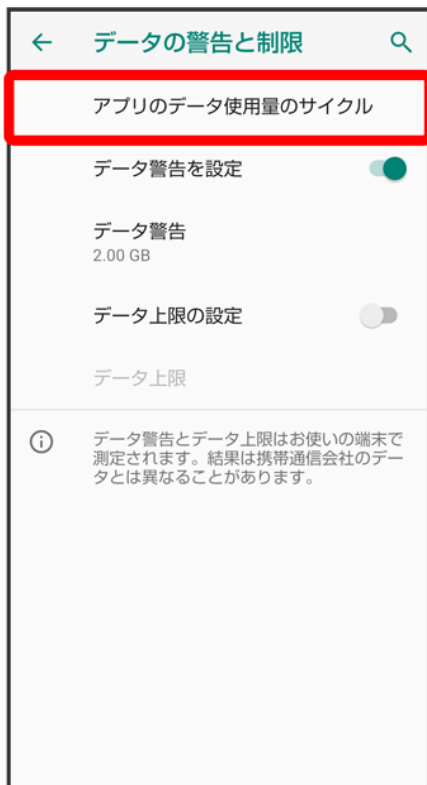 データの警告と制限
アプリのデータ使用量のサイクル
データ警告を設定
データ警告
2.00 GB
データ上限の設定
データ上限
データ警告とデータ上限はお使いの端末で
測定されます。結果は携帯通信会社のデー
タとは異なることがあります。